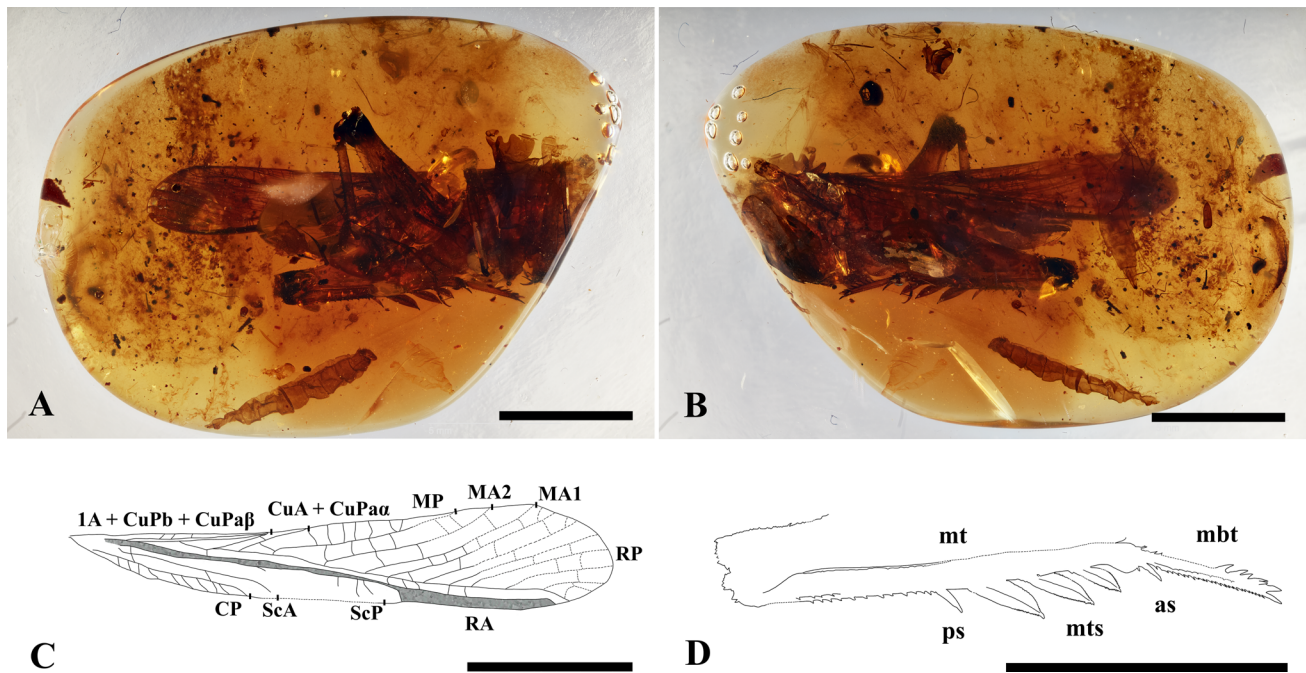 A
B
1A + CuPb + CuPaβ
CuA + CuPaα
MP
MA2
MA1
RP
CP
ScA
ScP
RA
C
mt
mbt
ps
mts
as
D